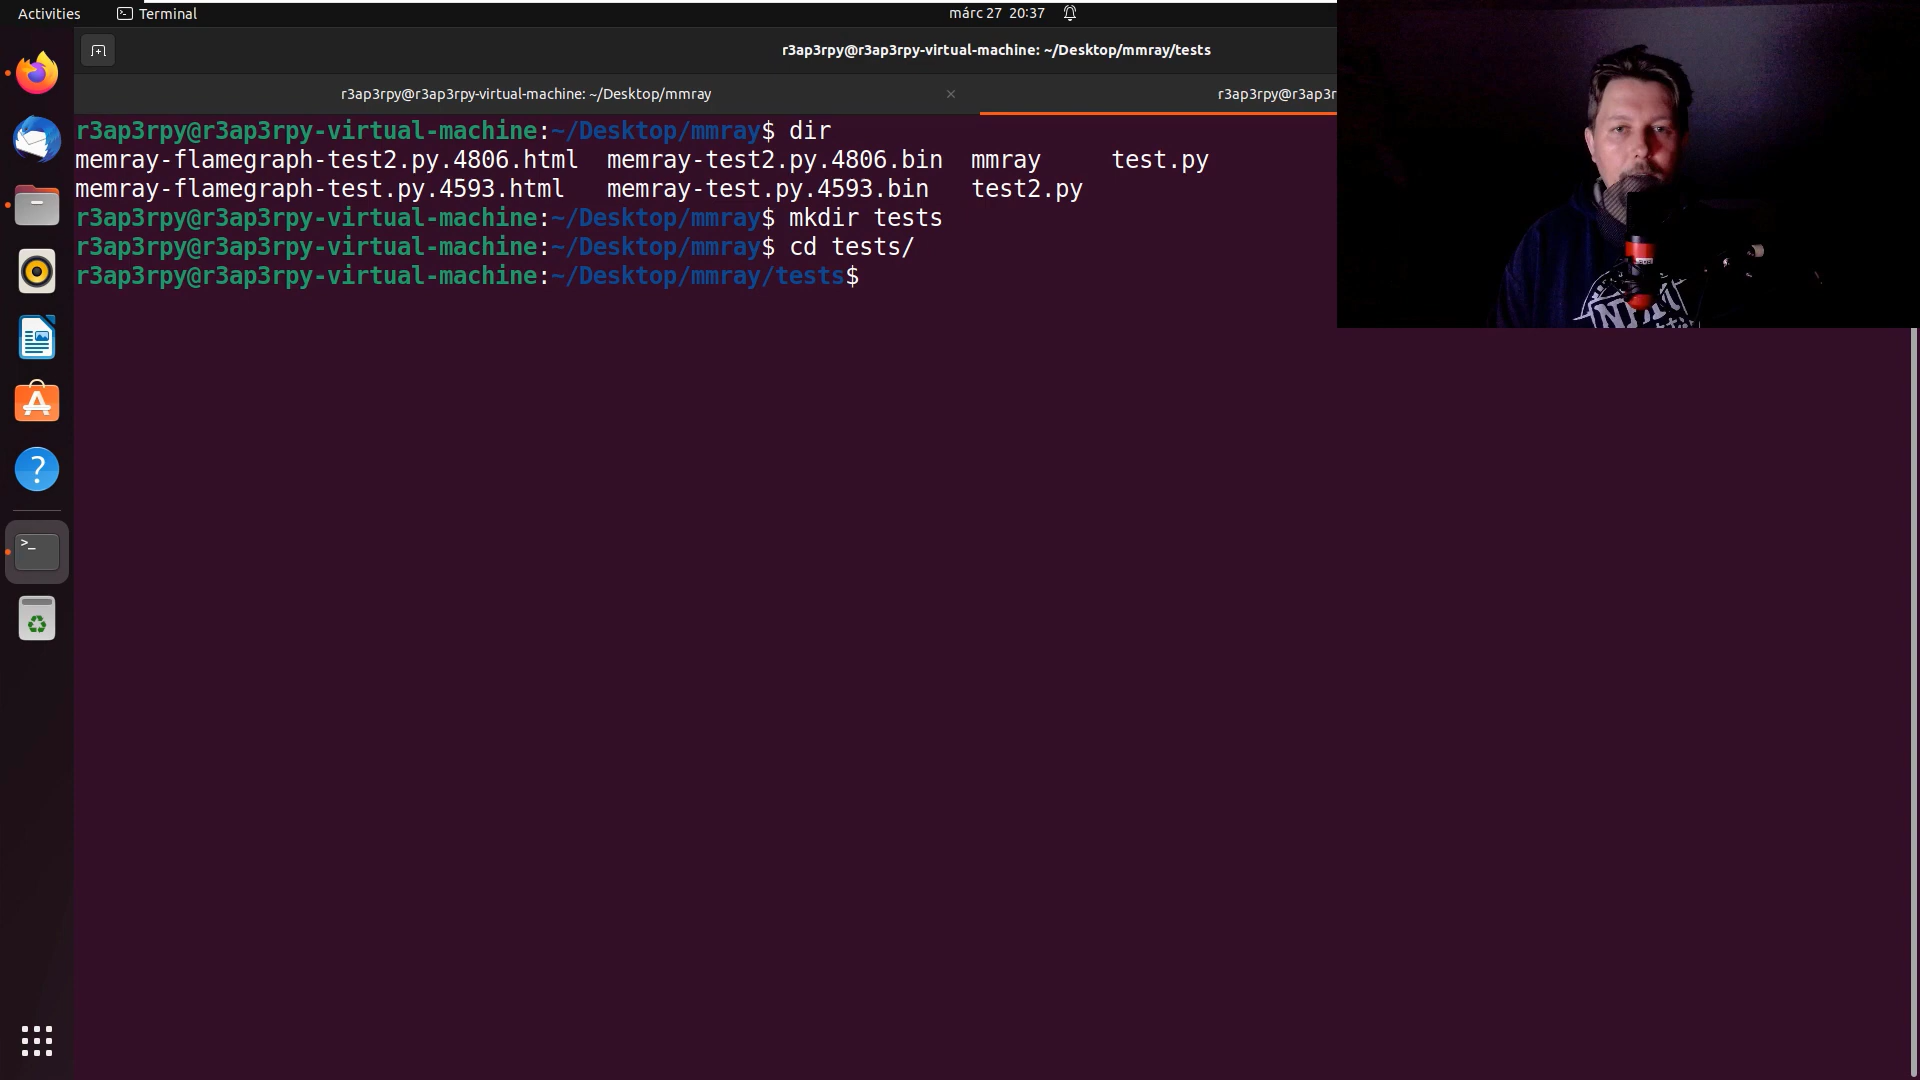 Activities
Terminal
márc 27 20:37
r3ap3rpy@r3ap3rpy-virtual-machine: ~/Desktop/mmray/tests
r3ap3rpy@r3ap3rpy-virtual-machine: ~/Desktop/mmray
r3ap3rpy@r3ap3r
r3ap3rpy@r3ap3rpy-virtual-machine:~/Desktop/mmray$ dir
memray-flamegraph-test2.py.4806.html memray-test2.py.4806.bin mmray test.py
memray-flamegraph-test.py.4593.html memray-test.py.4593.bin test2.py
r3ap3rpy@r3ap3rpy-virtual-machine:~/Desktop/mmray$ mkdir tests
r3ap3rpy@r3ap3rpy-virtual-machine:~/Desktop/mmray$ cd tests/
r3ap3rpy@r3ap3rpy-virtual-machine:~/Desktop/mmray/tests$